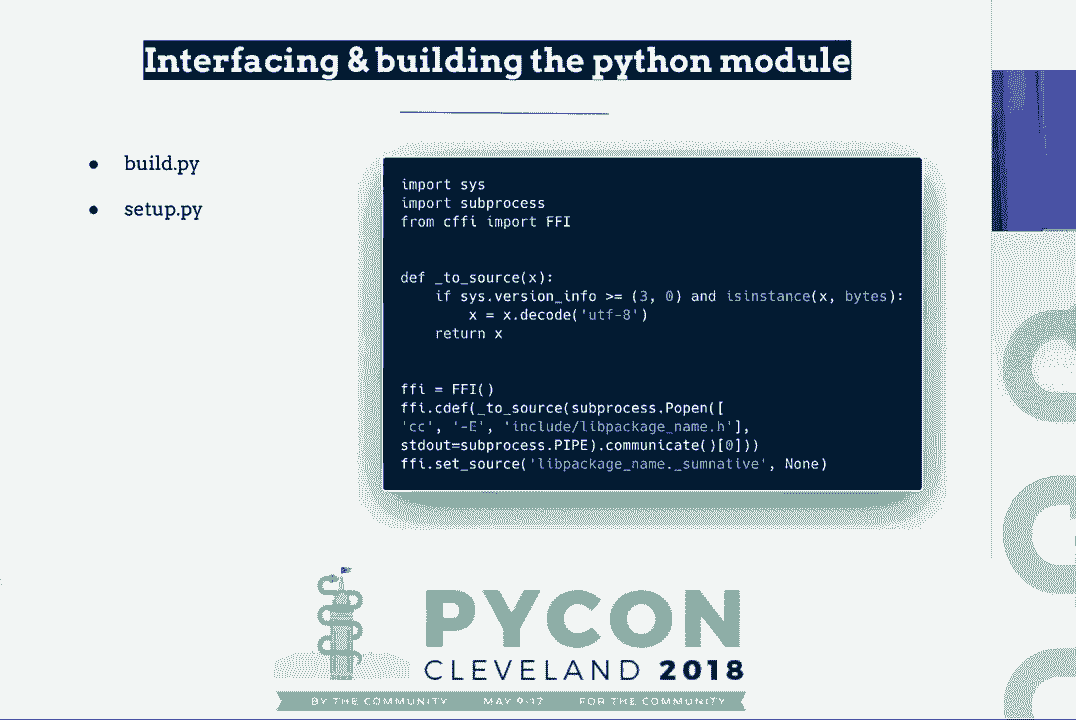 Interfacing & building the python module
● build.py
● setup.py
import sys
import subprocess
from cffi import FFI
def _to_source(x):
    if sys.version_info >= (3, 0) and isinstance(x, bytes):
        x = x.decode('utf-8')
    return x
ffi = FFI()
ffi.cdef(_to_source(subprocess.Popen([
'cc', '-E', 'include/libpackage_name.h'],
stdout=subprocess.PIPE).communicate()[0]))
ffi.set_source('libpackage_name._sumnative', None)
PYCON
CLEVELAND 2018
BY THE COMMUNITY MAY 9-17 FOR THE COMMUNITY